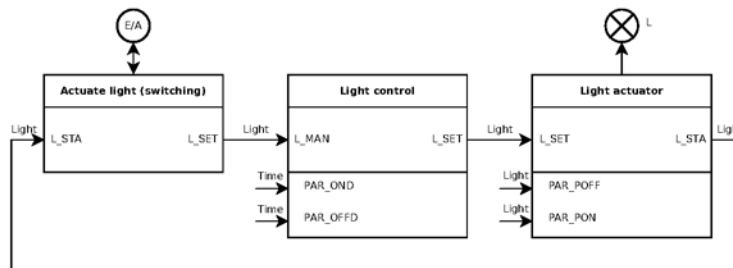 E/A
L
Actuate light (switching)
Light control
Light actuator
Light
L_STA
L_SET
Light
L_MAN
L_SET
Light
L_SET
L_STA
Light
Time
PAR_OND
Time
PAR_OFFD
Light
PAR_POFF
Light
PAR_PON